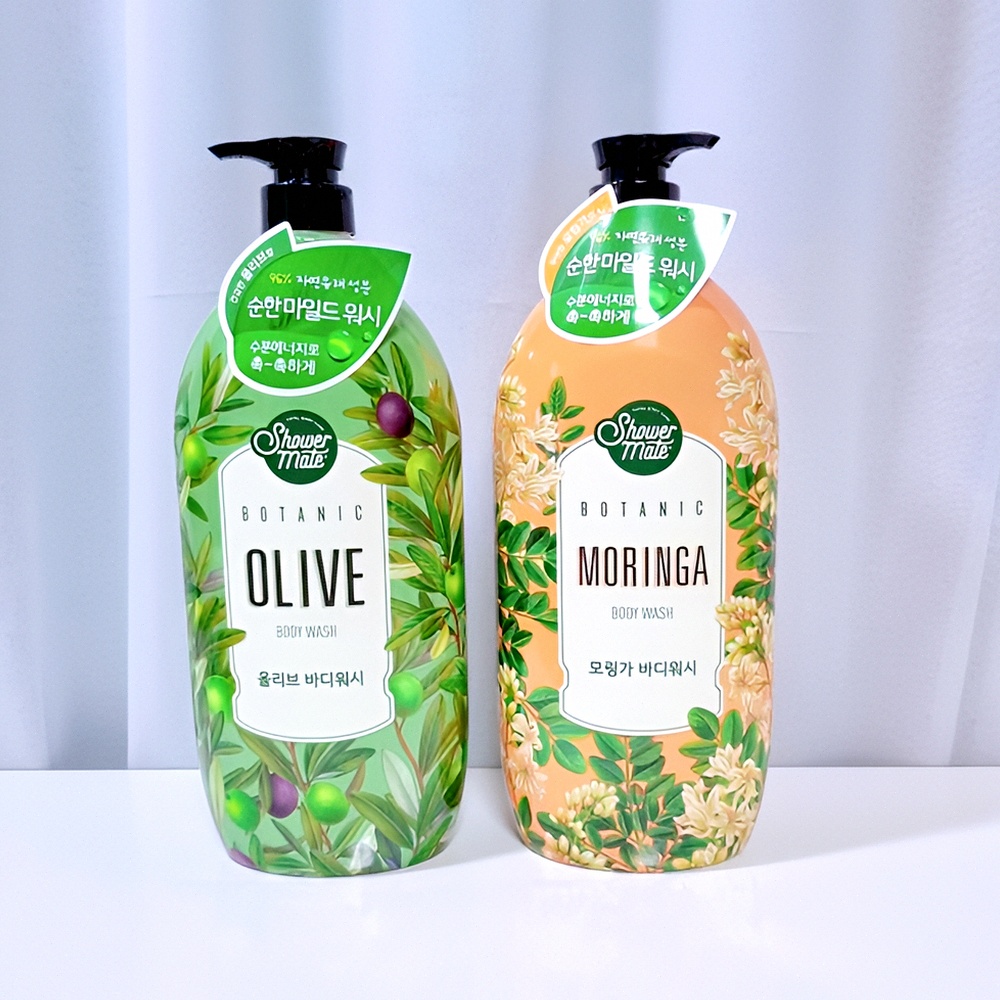 96% 자연유래 성분
순한마일드 워시
수분에너지로
촉-촉하게
Shower
Mate
BOTANIC
OLIVE
BODY WASH
올리브 바디워시
자연유래 성분
순한마일드 워시
수분에너지로
촉-촉하게
Shower
Mate
BOTANIC
MORINGA
BODY WASH
모링가 바디워시